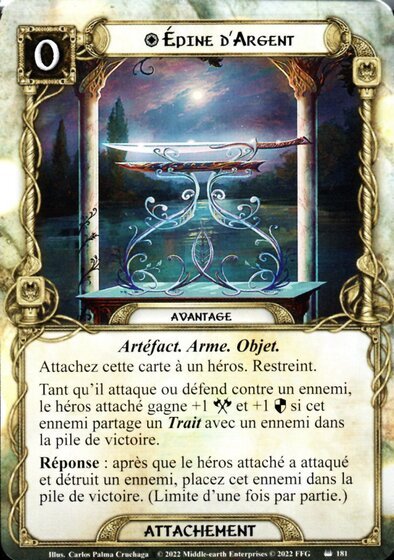 0
Épine d'Argent
AVANTAGE
Artéfact. Arme. Objet.
Attachez cette carte à un héros. Restreint.
Tant qu'il attaque ou défend contre un ennemi,
le héros attaché gagne +1 et +1 si cet
ennemi partage un Trait avec un ennemi dans
la pile de victoire.
Réponse : après que le héros attaché a attaqué
et détruit un ennemi, placez cet ennemi dans
la pile de victoire. (Limite d'une fois par partie.)
ATTACHEMENT
Illus. Carlos Palma Cruchaga © 2022 Middle-earth Enterprises © 2022 FFG 181